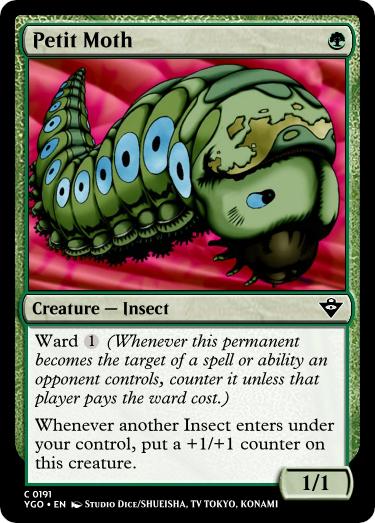 Petit Moth
Creature — Insect
Ward 1 (Whenever this permanent
becomes the target of a spell or ability an
opponent controls, counter it unless that
player pays the ward cost.)
Whenever another Insect enters under
your control, put a +1/+1 counter on
this creature.
1/1
C 0191
YGO • EN Studio Dice/SHUEISHA, TV TOKYO, KONAMI